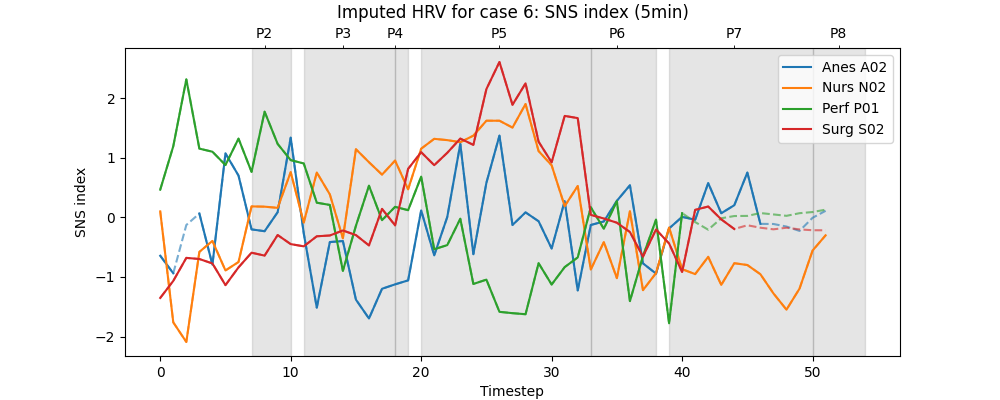 Imputed HRV for case 6: SNS index (5min)
P2 P3 P4 P5 P6 P7 P8
Anes A02
Nurs N02
Perf P01
Surg S02
SNS index
2
1
0
−1
−2
0 10 20 30 40 50
Timestep